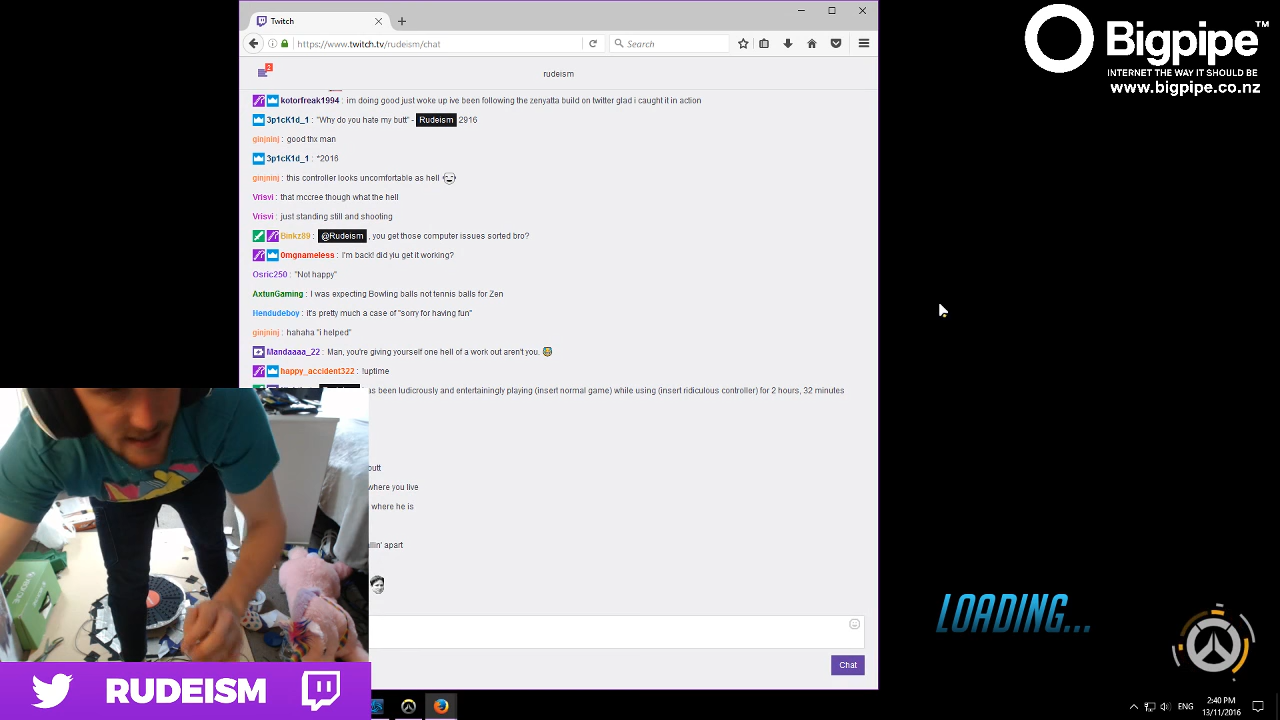 Twitch
Bigpipe™
INTERNET THE WAY IT SHOULD BE
www.bigpipe.co.nz
https://www.twitch.tv/rudeism/chat
Search
2
rudeism
kotorfreak1994 : im doing good just woke up ive been following the zenyatta build on twitter glad i caught it in action
3p1cK1d_1 : "Why do you hate my butt" - Rudeism 2916
ginjninj : good thx man
3p1cK1d_1 : *2016
ginjninj : this controller looks uncomfortable as hell
Vrisvi : that mccree though what the hell
Vrisvi : just standing still and shooting
Binkz89 : @Rudeism , you get those computer issues sorted bro?
0mgnameless : I'm back! did yiu get it working?
Osric250 : "Not happy"
AxtunGaming : I was expecting Bowling balls not tennis balls for Zen
Hendudeboy : it's pretty much a case of "sorry for having fun"
ginjninj : hahaha "i helped"
Mandaaaa_22 : Man, you're giving yourself one hell of a work out aren't you.
happy_accident322 : !uptime
has been ludicrously and entertainingly playing (insert normal game) while using (insert ridiculous controller) for 2 hours, 32 minutes
where you live
where he is
apart
Chat
LOADING...
RUDEISM
ENG
2:40 PM
13/11/2016